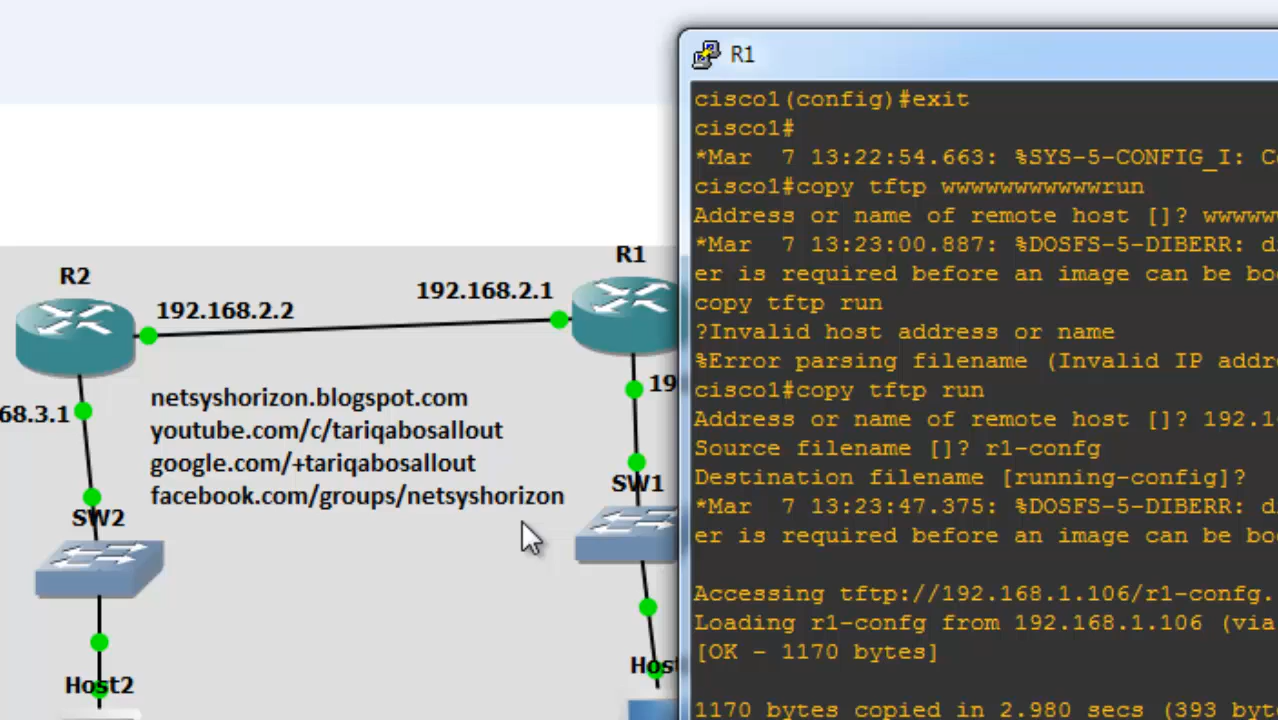 R2
192.168.2.2
192.168.2.1
R1
68.3.1
19
netsyshorizon.blogspot.com
youtube.com/c/tariqabosallout
google.com/+tariqabosallout
facebook.com/groups/netsyshorizon
SW2
SW1
Host2
Host
R1
cisco1(config)#exit
cisco1#
*Mar  7 13:22:54.663: %SYS-5-CONFIG_I: C
cisco1#copy tftp wwwwwwwwwwwrun
Address or name of remote host []? wwwww
*Mar  7 13:23:00.887: %DOSFS-5-DIBERR: d
er is required before an image can be bo
copy tftp run
?Invalid host address or name
%Error parsing filename (Invalid IP addr
cisco1#copy tftp run
Address or name of remote host []? 192.1
Source filename []? r1-confg
Destination filename [running-config]?
*Mar  7 13:23:47.375: %DOSFS-5-DIBERR: d
er is required before an image can be bo
Accessing tftp://192.168.1.106/r1-confg.
Loading r1-confg from 192.168.1.106 (via
[OK - 1170 bytes]
1170 bytes copied in 2.980 secs (393 byt